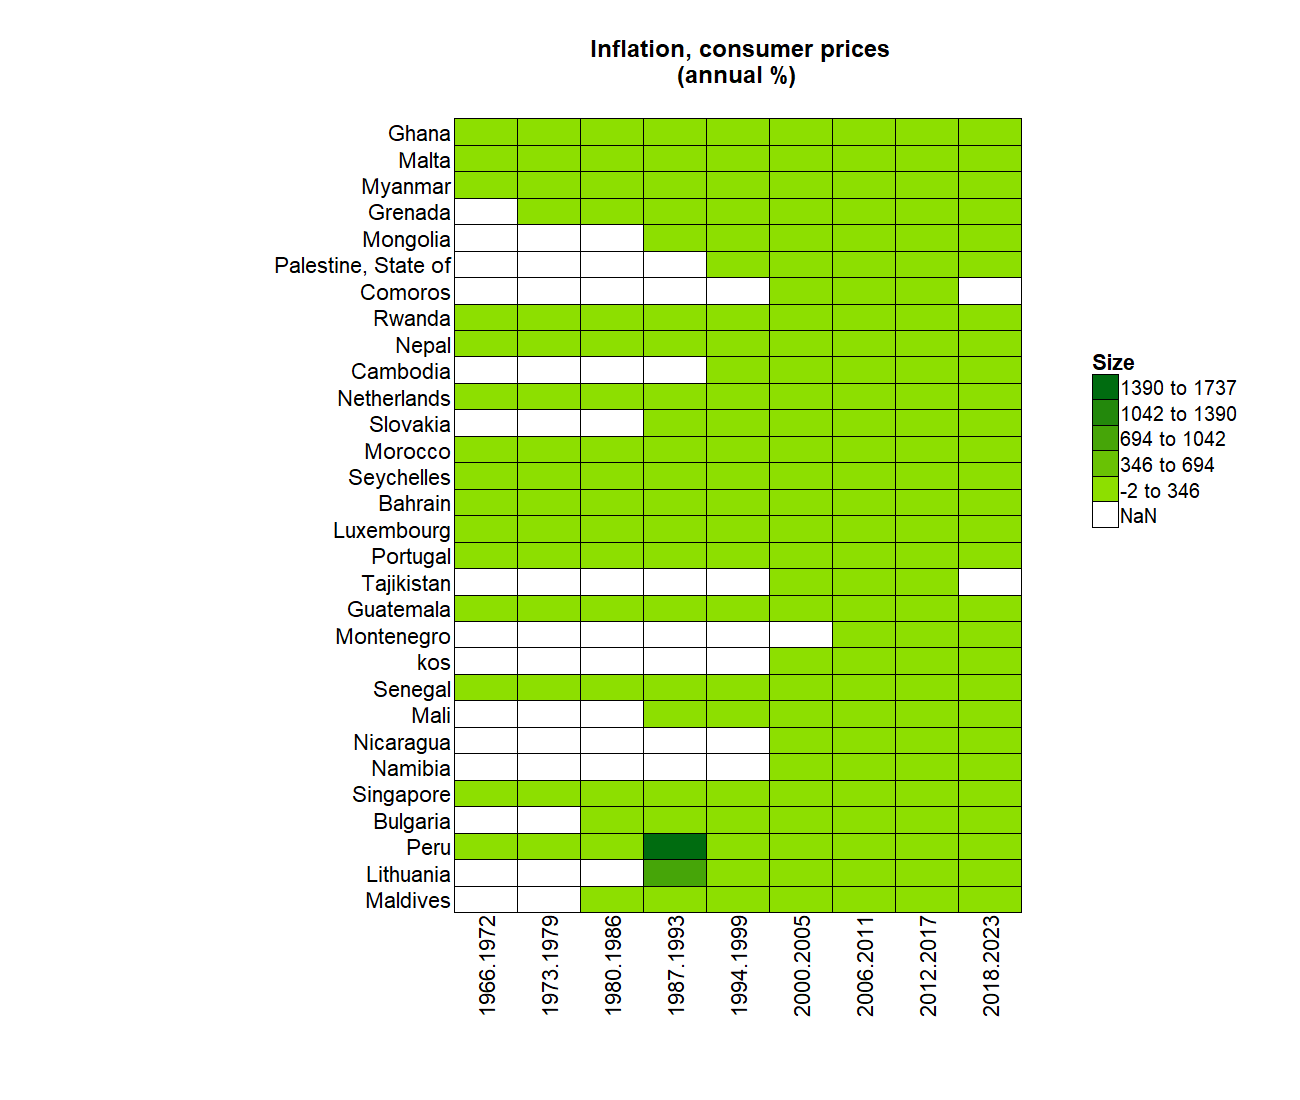 Inflation, consumer prices
(annual %)
Ghana
Malta
Myanmar
Grenada
Mongolia
Palestine, State of
Comoros
Rwanda
Nepal
Cambodia
Netherlands
Slovakia
Morocco
Seychelles
Bahrain
Luxembourg
Portugal
Tajikistan
Guatemala
Montenegro
kos
Senegal
Mali
Nicaragua
Namibia
Singapore
Bulgaria
Peru
Lithuania
Maldives
1966.1972
1973.1979
1980.1986
1987.1993
1994.1999
2000.2005
2006.2011
2012.2017
2018.2023
Size
1390 to 1737
1042 to 1390
694 to 1042
346 to 694
-2 to 346
NaN